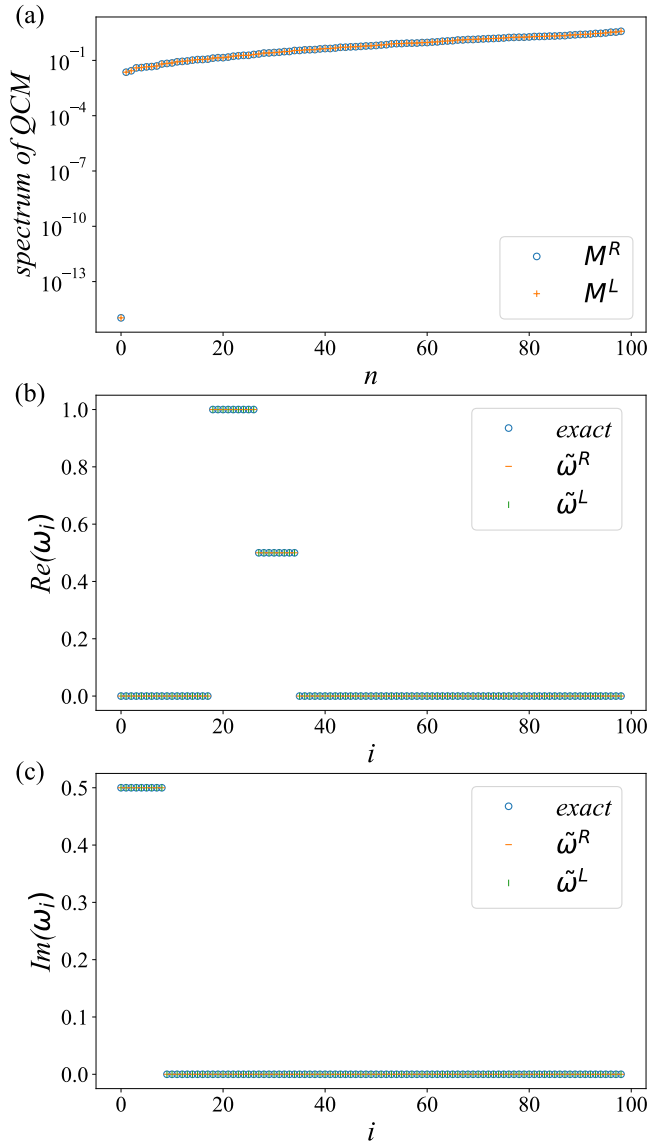 (a)
spectrum of QCM
10⁻¹
10⁻⁴
10⁻⁷
10⁻¹⁰
10⁻¹³
M^R
M^L
0 20 40 60 80 100
n
(b)
Re(ω_i)
1.0
0.8
0.6
0.4
0.2
0.0
exact
ω̃^R
ω̃^L
0 20 40 60 80 100
i
(c)
Im(ω_i)
0.5
0.4
0.3
0.2
0.1
0.0
exact
ω̃^R
ω̃^L
0 20 40 60 80 100
i